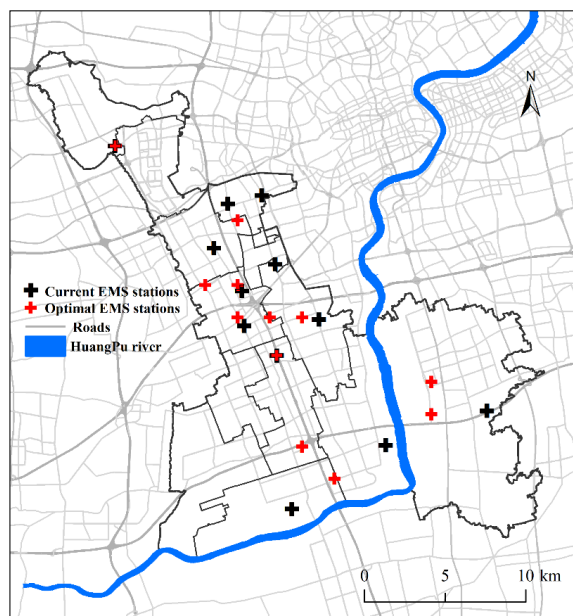 N
Current EMS stations
Optimal EMS stations
Roads
HuangPu river
0 5 10 km